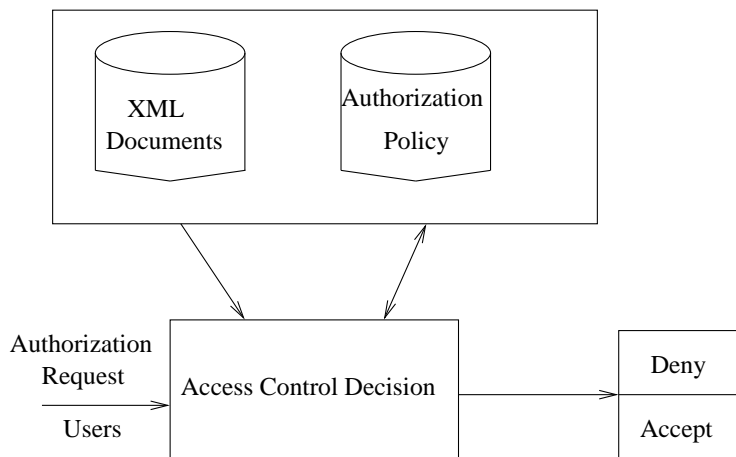 XML
Documents
Authorization
Policy
Authorization
Request
Users
Access Control Decision
Deny
Accept